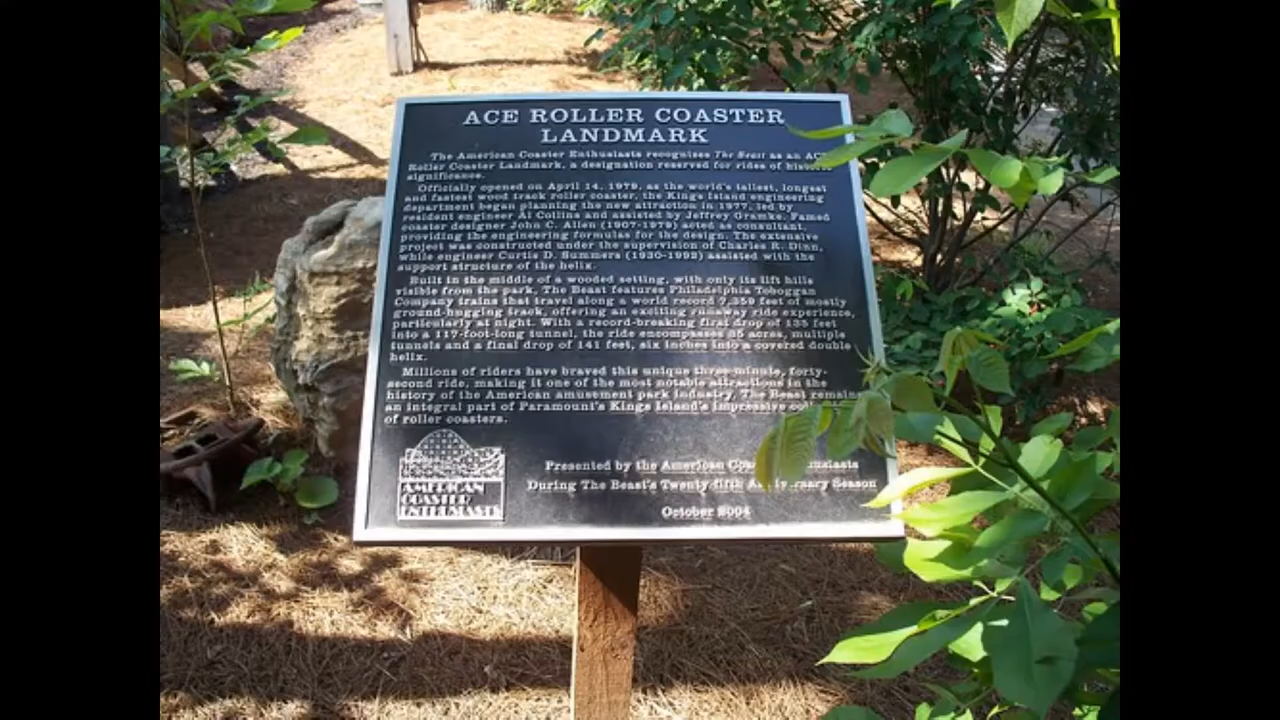 ACE ROLLER COASTER
LANDMARK
The American Coaster Enthusiasts recognizes The Beast as an ACE
Roller Coaster Landmark, a designation reserved for rides of historic
significance.
Officially opened on April 14, 1979, as the world's tallest, longest
and fastest wood track roller coaster, the Kings Island engineering
department began planning the new attraction in 1977, led by
resident engineer Al Collins and assisted by Jeffrey Gramke. Famed
coaster designer John C. Allen (1907-1979) acted as consultant,
providing the engineering formulas for the design. The extensive
project was constructed under the supervision of Charles R. Dinn,
while engineer Curtis D. Summers (1930-1992) assisted with the
support structure of the helix.
Built in the middle of a wooded setting, with only its lift hills
visible from the park, The Beast features Philadelphia Toboggan
Company trains that travel along a world record 7,359 feet of mostly
ground-hugging track, offering an exciting runaway ride experience,
particularly at night. With a record-breaking first drop of 135 feet
into a 117-foot-long tunnel, the ride encompasses 35 acres, multiple
tunnels and a final drop of 141 feet, six inches into a covered double
helix.
Millions of riders have braved this unique three-minute, forty-
second ride, making it one of the most notable attractions in the
history of the American amusement park industry. The Beast remains
an integral part of Paramount's Kings Island's impressive
of roller coasters.
AMERICAN
COASTER
ENTHUSIASTS
Presented by the American Coaster Enthusiasts
During The Beast's Twenty-fifth Anniversary Season
October 2004